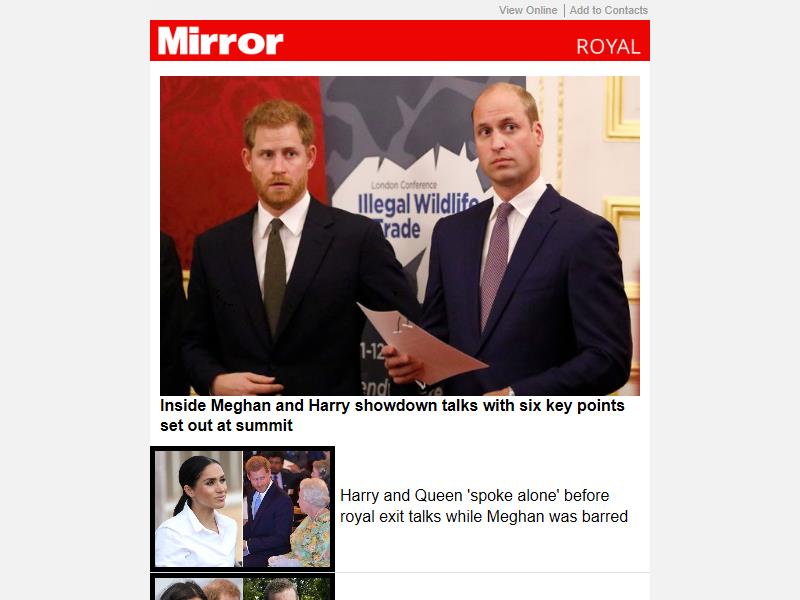 View Online | Add to Contacts
Mirror
ROYAL
London Conference
Illegal Wildlife
Trade
Inside Meghan and Harry showdown talks with six key points
set out at summit
Harry and Queen 'spoke alone' before
royal exit talks while Meghan was barred